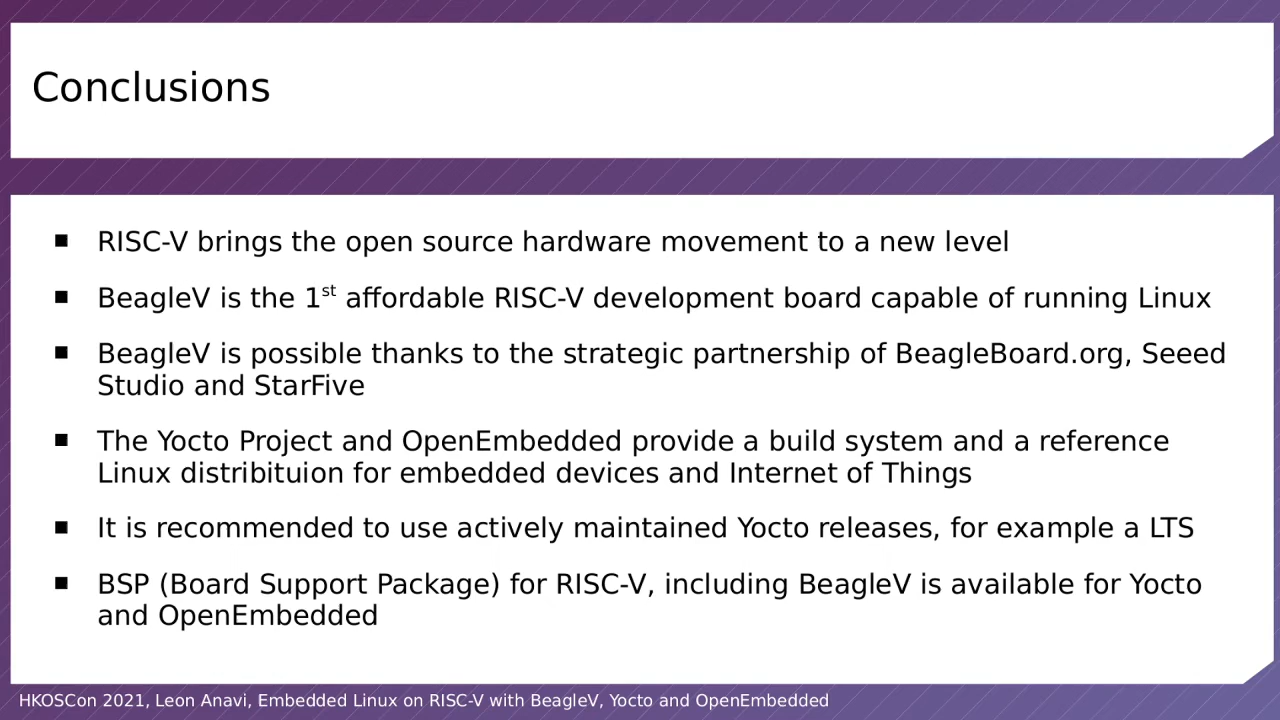 Conclusions
RISC-V brings the open source hardware movement to a new level
BeagleV is the 1st affordable RISC-V development board capable of running Linux
BeagleV is possible thanks to the strategic partnership of BeagleBoard.org, Seeed
Studio and StarFive
The Yocto Project and OpenEmbedded provide a build system and a reference
Linux distribituion for embedded devices and Internet of Things
It is recommended to use actively maintained Yocto releases, for example a LTS
BSP (Board Support Package) for RISC-V, including BeagleV is available for Yocto
and OpenEmbedded
HKOSCon 2021, Leon Anavi, Embedded Linux on RISC-V with BeagleV, Yocto and OpenEmbedded